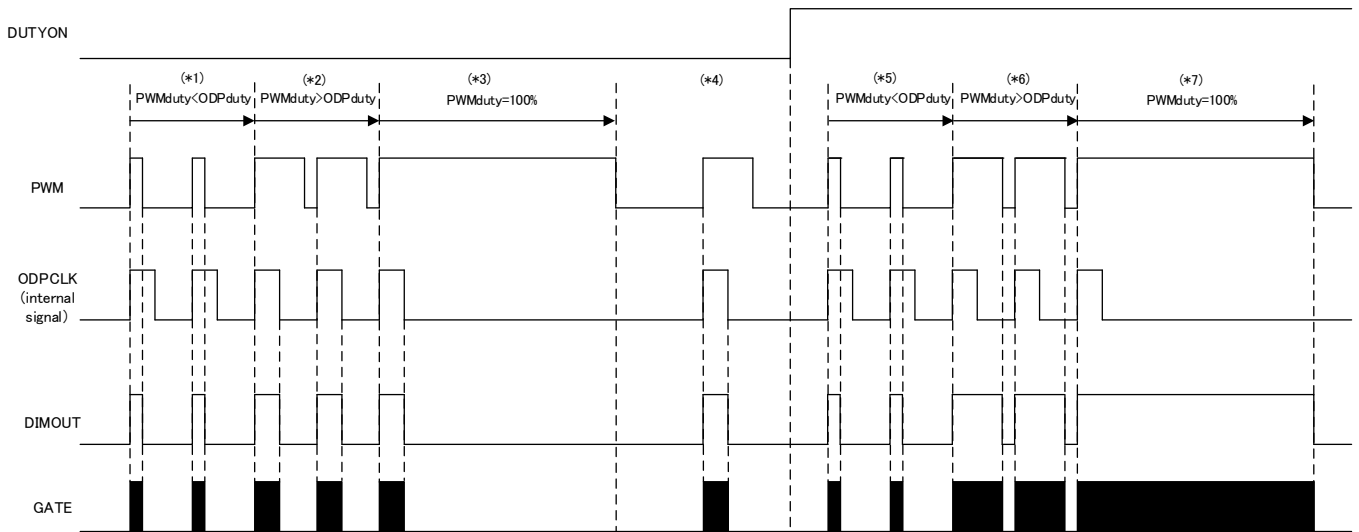 DUTYON
(*1)
PWMduty<ODPduty
(*2)
PWMduty>ODPduty
(*3)
PWMduty=100%
(*4)
(*5)
PWMduty<ODPduty
(*6)
PWMduty>ODPduty
(*7)
PWMduty=100%
PWM
ODPCLK
(internal
signal)
DIMOUT
GATE